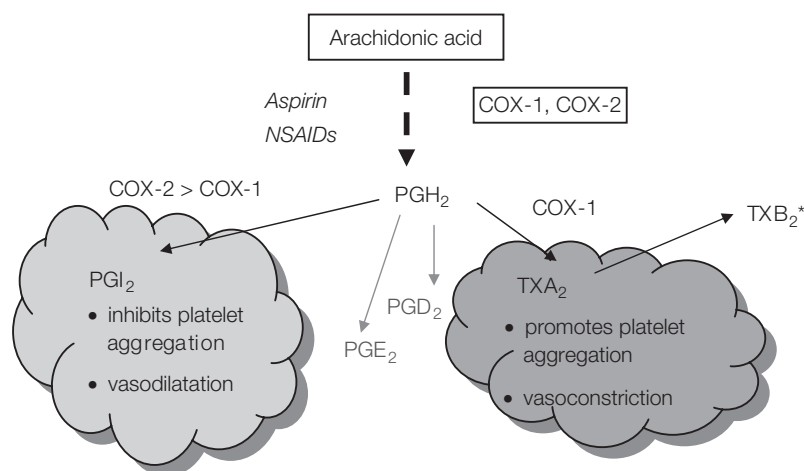 Arachidonic acid
Aspirin
NSAIDs
COX-1, COX-2
COX-2 > COX-1
PGH₂
COX-1
TXB₂*
PGI₂
• inhibits platelet
aggregation
• vasodilatation
PGD₂
PGE₂
TXA₂
• promotes platelet
aggregation
• vasoconstriction